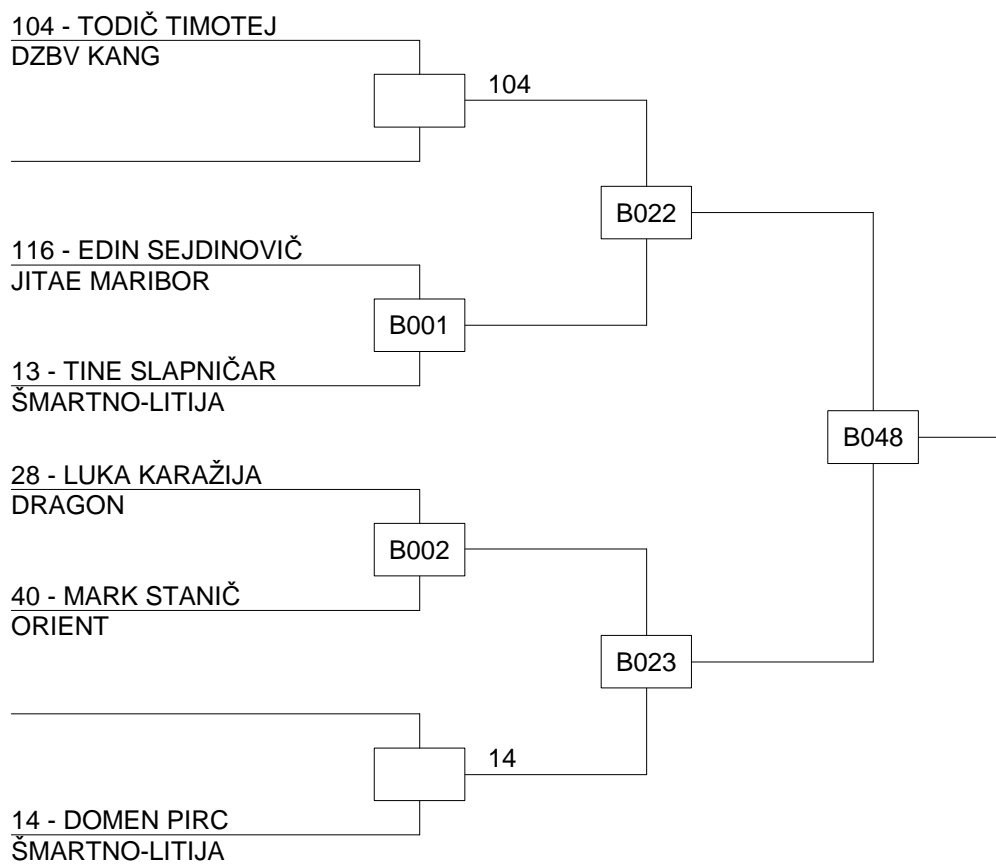 104 - TODIČ TIMOTEJ
DZBV KANG
104
B022
116 - EDIN SEJDINOVIČ
JITAE MARIBOR
B001
13 - TINE SLAPNIČAR
ŠMARTNO-LITIJA
B048
28 - LUKA KARAŽIJA
DRAGON
B002
40 - MARK STANIČ
ORIENT
B023
14
14 - DOMEN PIRC
ŠMARTNO-LITIJA